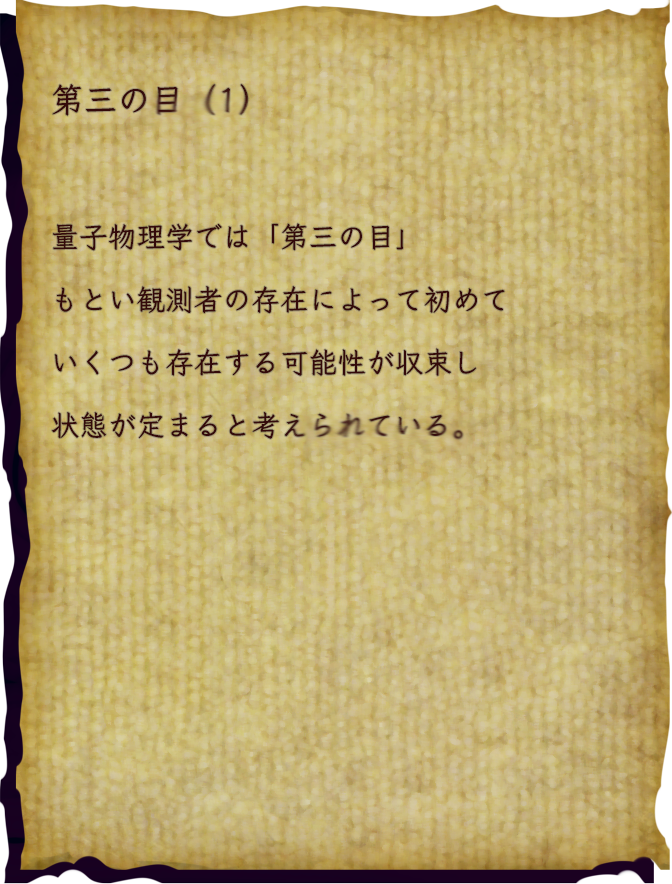 第三の目（1）
量子物理学では「第三の目」
もとい観測者の存在によって初めて
いくつも存在する可能性が収束し
状態が定まると考えられている。